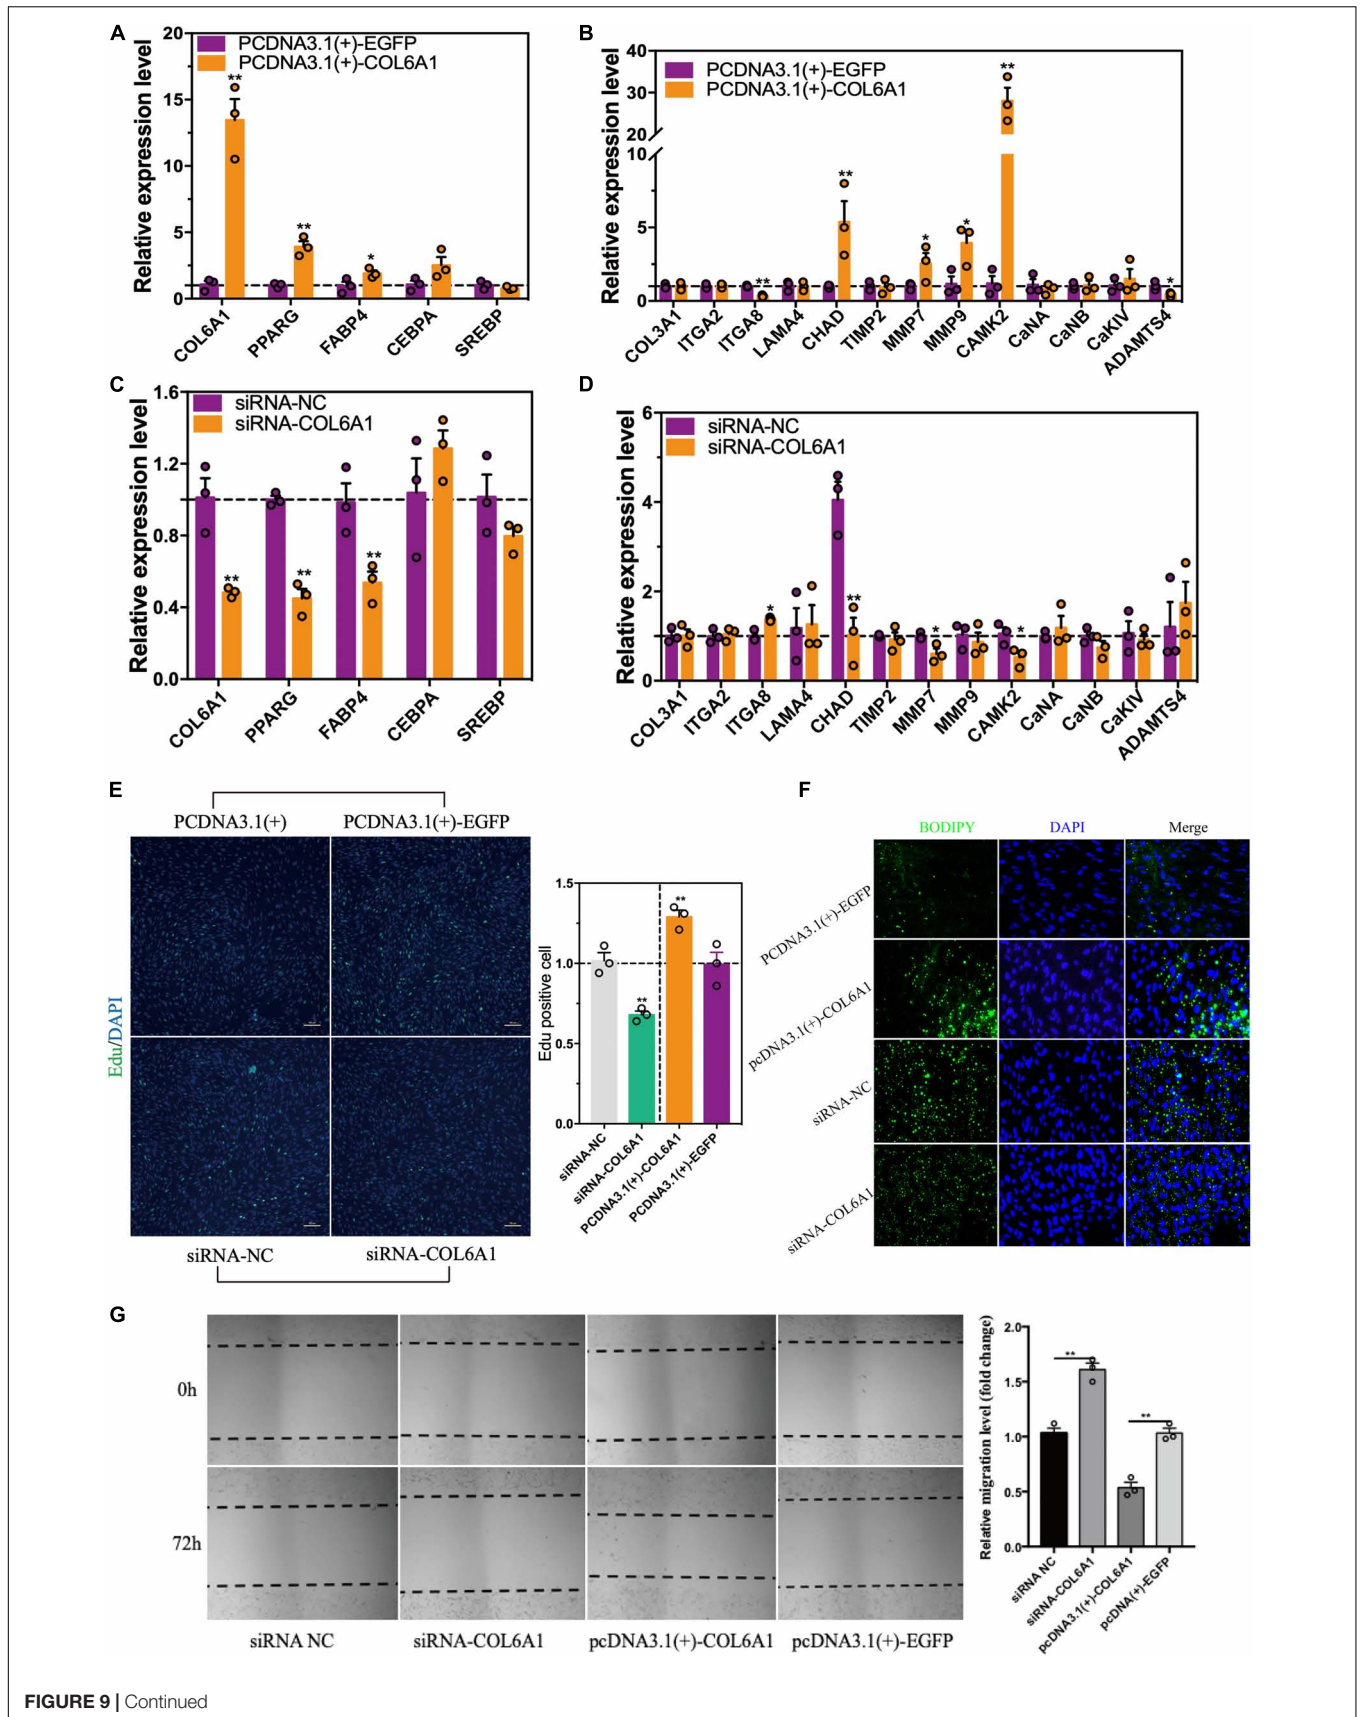 A
Relative expression level
20
15
10
5
0
PCDNA3.1(+)-EGFP
PCDNA3.1(+)-COL6A1
**
**
*
COL6A1
PPARG
FABP4
CEBPA
SREBP
B
Relative expression level
40
30
20
10
5
0
PCDNA3.1(+)-EGFP
PCDNA3.1(+)-COL6A1
**
**
*
*
**
*
COL3A1
ITGA2
ITGA8
LAMA4
CHAD
TIMP2
MMP7
MMP9
CAMK2
CaNA
CaNB
CaKIV
ADAMTS4
C
Relative expression level
1.6
1.2
0.8
0.4
0.0
siRNA-NC
siRNA-COL6A1
**
**
**
COL6A1
PPARG
FABP4
CEBPA
SREBP
D
Relative expression level
6
4
2
0
siRNA-NC
siRNA-COL6A1
*
**
*
*
COL3A1
ITGA2
ITGA8
LAMA4
CHAD
TIMP2
MMP7
MMP9
CAMK2
CaNA
CaNB
CaKIV
ADAMTS4
E
PCDNA3.1(+)
PCDNA3.1(+)-EGFP
Edu/DAPI
siRNA-NC
siRNA-COL6A1
Edu positive cell
1.5
1.0
0.5
0.0
**
**
siRNA-NC
siRNA-COL6A1
PCDNA3.1(+)-COL6A1
PCDNA3.1(+)-EGFP
F
BODIPY
DAPI
Merge
PCDNA3.1(+)-EGFP
pcDNA3.1(+)-COL6A1
siRNA-NC
siRNA-COL6A1
G
0h
72h
siRNA NC
siRNA-COL6A1
pcDNA3.1(+)-COL6A1
pcDNA3.1(+)-EGFP
Relative migration level (fold change)
2.0
1.5
1.0
0.5
0.0
**
**
siRNA NC
siRNA-COL6A1
pcDNA3.1(+)-COL6A1
pcDNA(+)-EGFP
FIGURE 9 | Continued